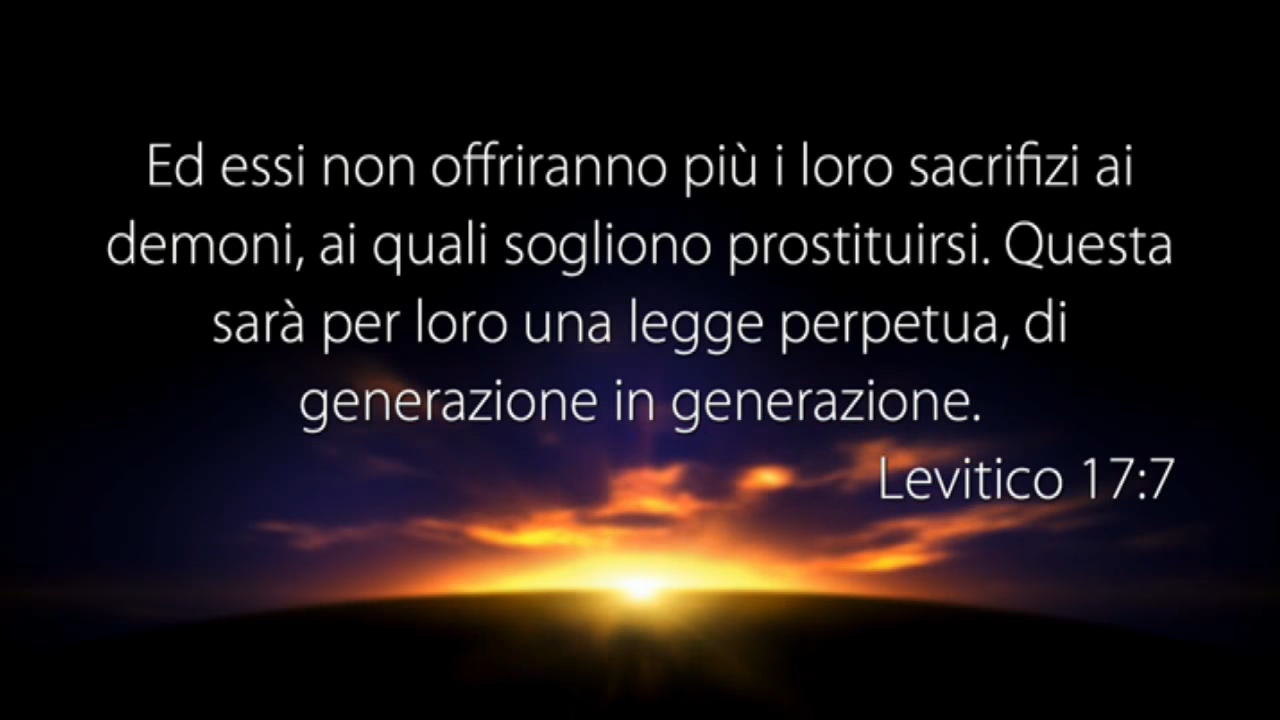 Ed essi non offriranno più i loro sacrifizi ai
demoni, ai quali sogliono prostituirsi. Questa
sarà per loro una legge perpetua, di
generazione in generazione.
Levitico 17:7